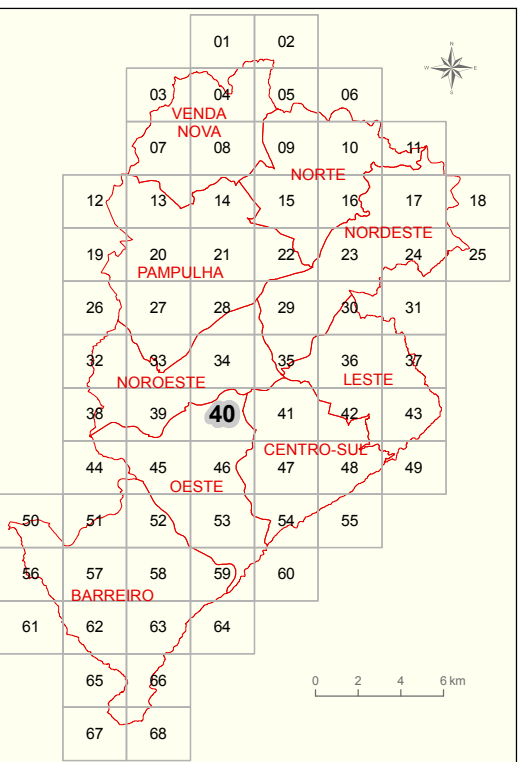 01 02
N
W E
S
03 04 05 06
VENDA
NOVA
07 08 09 10 11
NORTE
12 13 14 15 16 17 18
NORDESTE
19 20 21 22 23 24 25
PAMPULHA
26 27 28 29 30 31
32 33 34 35 36 37
NOROESTE LESTE
38 39 40 41 42 43
CENTRO-SUL
44 45 46 47 48 49
OESTE
50 51 52 53 54 55
56 57 58 59 60
BARREIRO
61 62 63 64
65 66
0 2 4 6 km
67 68